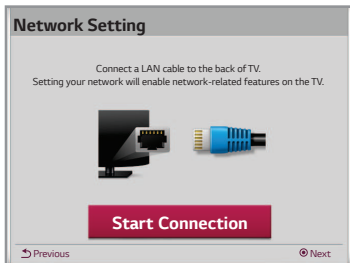 Network Setting
Connect a LAN cable to the back of TV.
Setting your network will enable network-related features on the TV.
Start Connection
Previous
Next